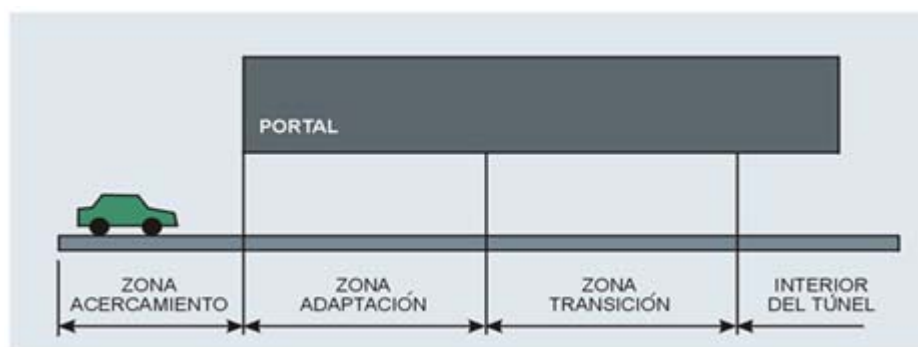 PORTAL
ZONA
ACERCAMIENTO
ZONA
ADAPTACIÓN
ZONA
TRANSICIÓN
INTERIOR
DEL TÚNEL